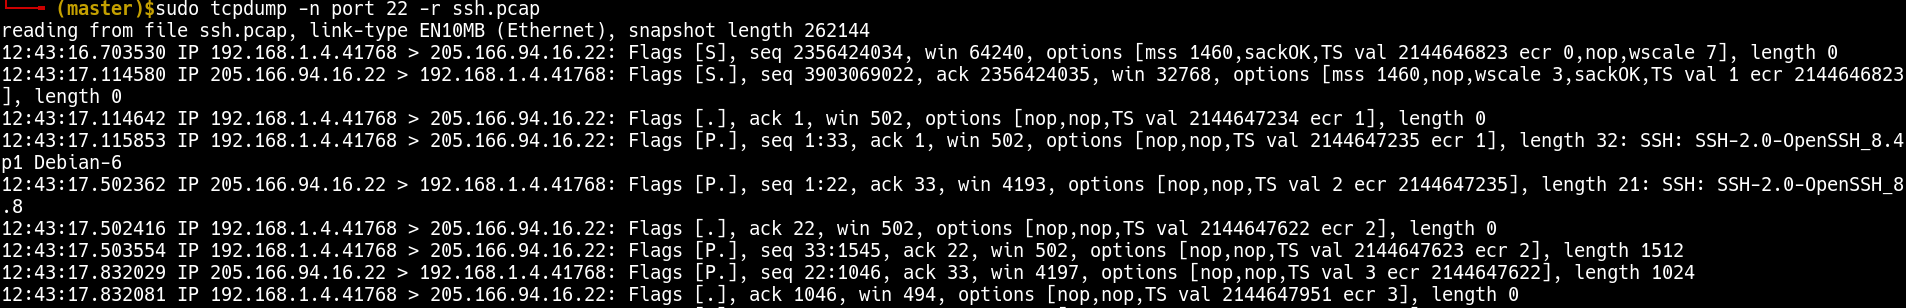 (master)$sudo tcpdump -n port 22 -r ssh.pcap
reading from file ssh.pcap, link-type EN10MB (Ethernet), snapshot length 262144
12:43:16.703530 IP 192.168.1.4.41768 > 205.166.94.16.22: Flags [S], seq 2356424034, win 64240, options [mss 1460,sackOK,TS val 2144646823 ecr 0,nop,wscale 7], length 0
12:43:17.114580 IP 205.166.94.16.22 > 192.168.1.4.41768: Flags [S.], seq 3903069022, ack 2356424035, win 32768, options [mss 1460,nop,wscale 3,sackOK,TS val 1 ecr 2144646823
], length 0
12:43:17.114642 IP 192.168.1.4.41768 > 205.166.94.16.22: Flags [.], ack 1, win 502, options [nop,nop,TS val 2144647234 ecr 1], length 0
12:43:17.115853 IP 192.168.1.4.41768 > 205.166.94.16.22: Flags [P.], seq 1:33, ack 1, win 502, options [nop,nop,TS val 2144647235 ecr 1], length 32: SSH: SSH-2.0-OpenSSH_8.4
p1 Debian-6
12:43:17.502362 IP 205.166.94.16.22 > 192.168.1.4.41768: Flags [P.], seq 1:22, ack 33, win 4193, options [nop,nop,TS val 2 ecr 2144647235], length 21: SSH: SSH-2.0-OpenSSH_8
.8
12:43:17.502416 IP 192.168.1.4.41768 > 205.166.94.16.22: Flags [.], ack 22, win 502, options [nop,nop,TS val 2144647622 ecr 2], length 0
12:43:17.503554 IP 192.168.1.4.41768 > 205.166.94.16.22: Flags [P.], seq 33:1545, ack 22, win 502, options [nop,nop,TS val 2144647623 ecr 2], length 1512
12:43:17.832029 IP 205.166.94.16.22 > 192.168.1.4.41768: Flags [P.], seq 22:1046, ack 33, win 4197, options [nop,nop,TS val 3 ecr 2144647622], length 1024
12:43:17.832081 IP 192.168.1.4.41768 > 205.166.94.16.22: Flags [.], ack 1046, win 494, options [nop,nop,TS val 2144647951 ecr 3], length 0